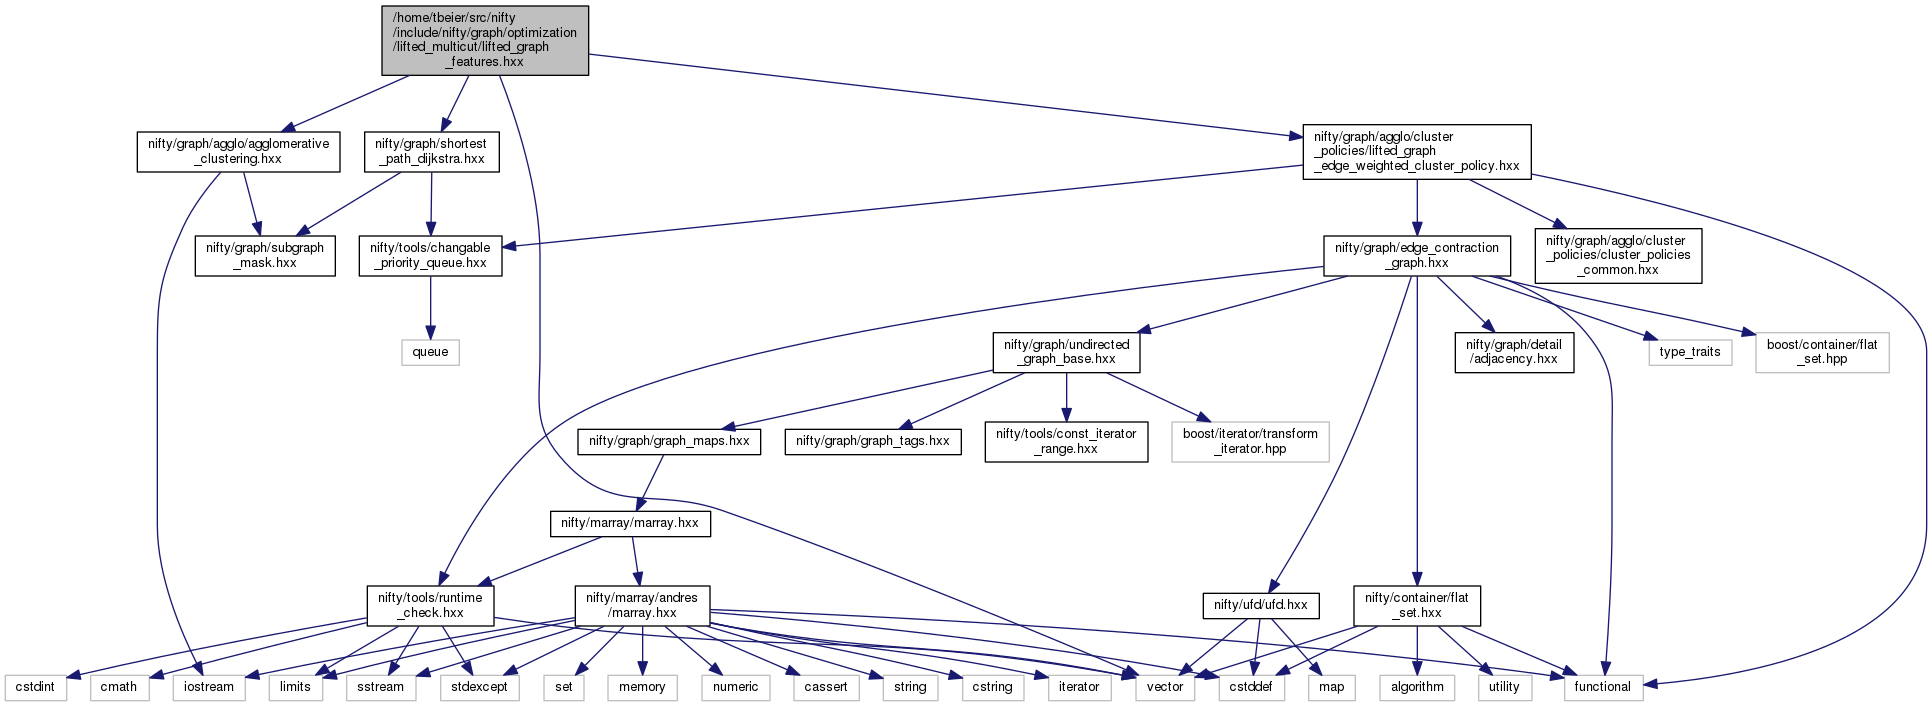 /home/tbeier/src/nifty
/include/nifty/graph/optimization
/lifted_multicut/lifted_graph
_features.hxx
nifty/graph/agglo/agglomerative
_clustering.hxx
nifty/graph/shortest
_path_dijkstra.hxx
nifty/graph/agglo/cluster
_policies/lifted_graph
_edge_weighted_cluster_policy.hxx
nifty/graph/subgraph
_mask.hxx
nifty/tools/changable
_priority_queue.hxx
nifty/graph/edge_contraction
_graph.hxx
nifty/graph/agglo/cluster
_policies/cluster_policies
_common.hxx
queue
nifty/graph/undirected
_graph_base.hxx
nifty/graph/detail
/adjacency.hxx
type_traits
boost/container/flat
_set.hpp
nifty/graph/graph_maps.hxx
nifty/graph/graph_tags.hxx
nifty/tools/const_iterator
_range.hxx
boost/iterator/transform
_iterator.hpp
nifty/marray/marray.hxx
nifty/tools/runtime
_check.hxx
nifty/marray/andres
/marray.hxx
nifty/ufd/ufd.hxx
nifty/container/flat
_set.hxx
cstdint
cmath
iostream
limits
sstream
stdexcept
set
memory
numeric
cassert
string
cstring
iterator
vector
cstddef
map
algorithm
utility
functional